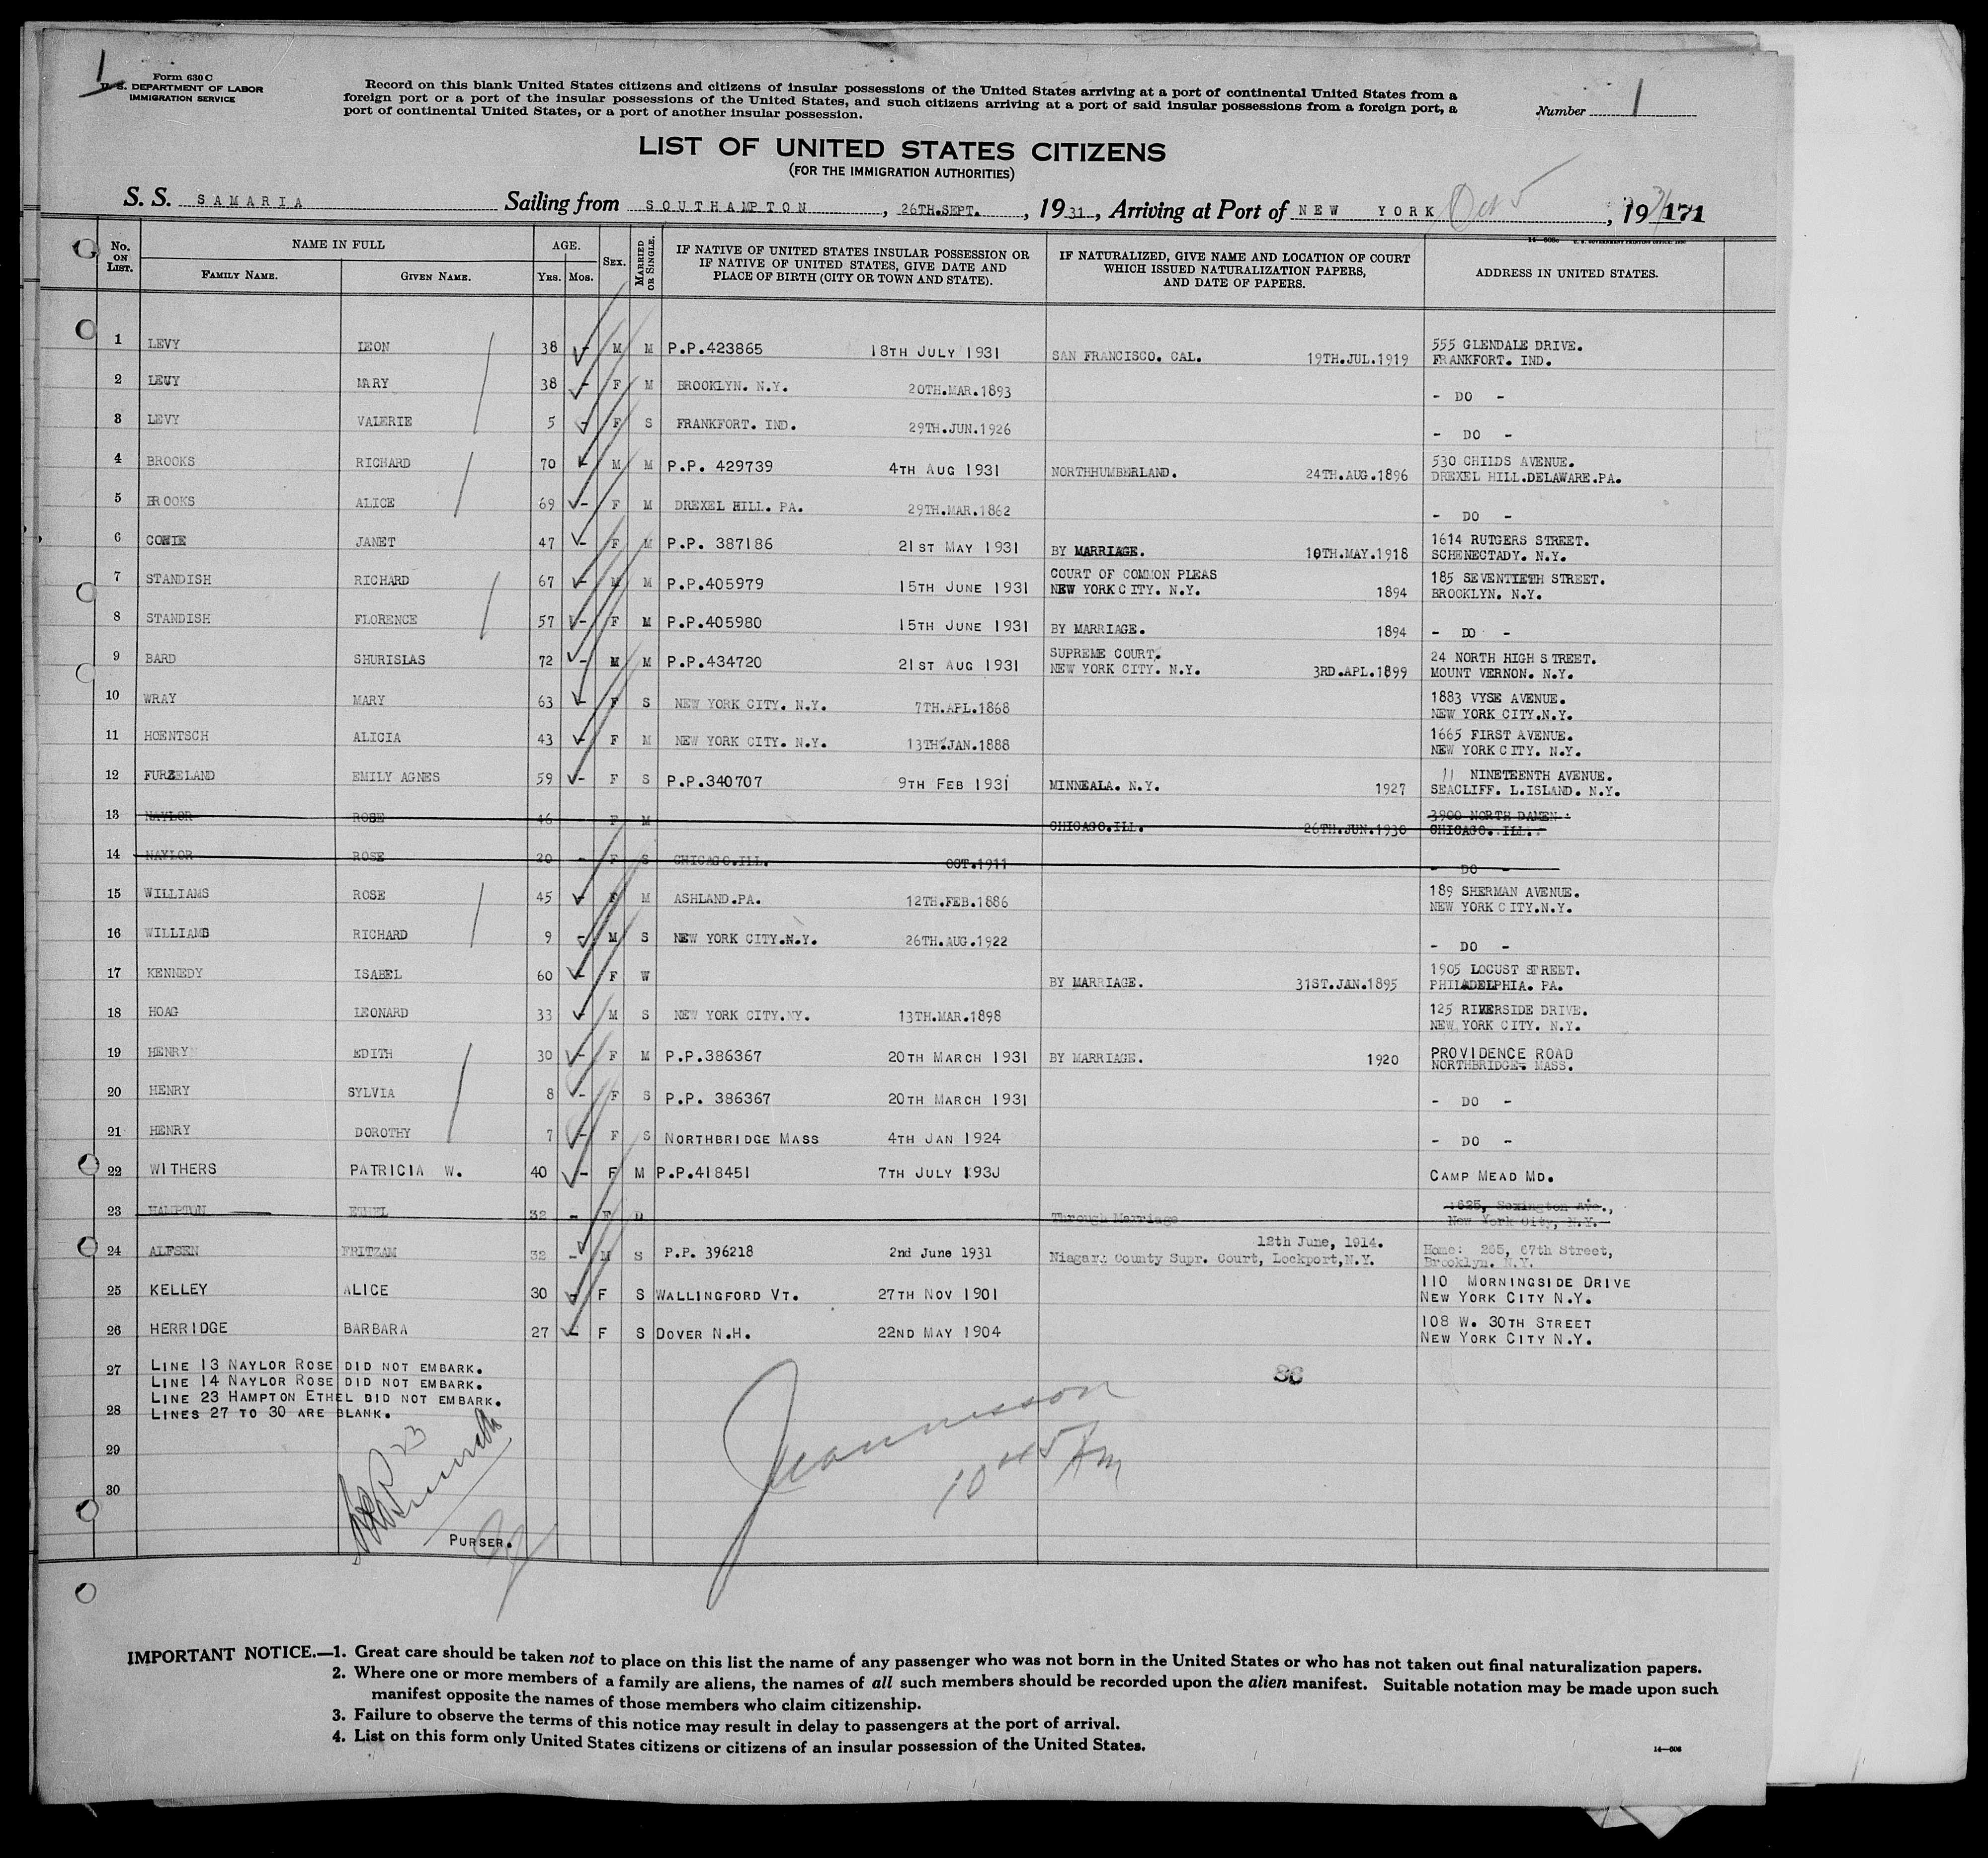 1
Form 630 C
U. S. DEPARTMENT OF LABOR
IMMIGRATION SERVICE
Record on this blank United States citizens and citizens of insular possessions of the United States arriving at a port of continental United States from a
foreign port or a port of the insular possessions of the United States, and such citizens arriving at a port of said insular possessions from a foreign port, a
port of continental United States, or a port of another insular possession.
Number 1
LIST OF UNITED STATES CITIZENS
(FOR THE IMMIGRATION AUTHORITIES)
S. S. SAMARIA Sailing from SOUTHAMPTON, 26TH.SEPT., 1931, Arriving at Port of NEW YORK Oct 5, 1931 171
14—608c U. S. GOVERNMENT PRINTING OFFICE: 1930
No. ON LIST. NAME IN FULL FAMILY NAME. GIVEN NAME. AGE. YRS. MOS. SEX. MARRIED OR SINGLE. IF NATIVE OF UNITED STATES INSULAR POSSESSION OR IF NATIVE OF UNITED STATES, GIVE DATE AND PLACE OF BIRTH (CITY OR TOWN AND STATE). IF NATURALIZED, GIVE NAME AND LOCATION OF COURT WHICH ISSUED NATURALIZATION PAPERS, AND DATE OF PAPERS. ADDRESS IN UNITED STATES.
1 LEVY LEON 38 - M M P.P.423865 18TH JULY 1931 SAN FRANCISCO. CAL. 19TH.JUL.1919 555 GLENDALE DRIVE. FRANKFORT. IND.
2 LEUY MARY 38 - F M BROOKLYN. N.Y. 20TH.MAR.1893 - DO -
3 LEVY VALERIE 5 - F S FRANKFORT. IND. 29TH.JUN.1926 - DO -
4 BROOKS RICHARD 70 - M M P.P. 429739 4TH AUG 1931 NORTHHUMBERLAND. 24TH.AUG.1896 530 CHILDS AVENUE. DREXEL HILL.DELAWARE.PA.
5 BROOKS ALICE 69 - F M DREXEL HILL. PA. 29TH.MAR.1862 - DO -
6 COWIE JANET 47 - F M P.P. 387186 21ST MAY 1931 BY MARRIAGE. 10TH.MAY.1918 1614 RUTGERS STREET. SCHENECTADY. N.Y.
7 STANDISH RICHARD 67 - M M P.P.405979 15TH JUNE 1931 COURT OF COMMON PLEAS NEW YORKCITY. N.Y. 1894 185 SEVENTIETH STREET. BROOKLYN. N.Y.
8 STANDISH FLORENCE 57 - F M P.P.405980 15TH JUNE 1931 BY MARRIAGE. 1894 - DO -
9 BARD SHURISLAS 72 - M M P.P.434720 21ST AUG 1931 SUPREME COURT. NEW YORK CITY. N.Y. 3RD.APL.1899 24 NORTH HIGH STREET. MOUNT VERNON. N.Y.
10 WRAY MARY 63 - F S NEW YORK CITY. N.Y. 7TH.APL.1868 1883 VYSE AVENUE. NEW YORK CITY.N.Y.
11 HOENTSCH ALICIA 43 - F M NEW YORK CITY. N.Y. 13TH.JAN.1888 1665 FIRST AVENUE. NEW YORK CITY. N.Y.
12 FURZELAND EMILY AGNES 59 - F S P.P.340707 9TH FEB 1931 MINNEALA. N.Y. 1927 11 NINETEENTH AVENUE. SEACLIFF. L.ISLAND. N.Y.
13 NAYLOR ROSE 46 - F M CHICAGO.ILL. 26TH.JUN.1930 3900 NORTH DAMEN CHICAGO. ILL.
14 NAYLOR ROSE 20 - F S CHICAGO.ILL. OCT.1911 - DO -
15 WILLIAMS ROSE 45 - F M ASHLAND.PA. 12TH.FEB.1886 189 SHERMAN AVENUE. NEW YORK CITY.N.Y.
16 WILLIAMS RICHARD 9 - M S NEW YORK CITY.N.Y. 26TH.AUG.1922 - DO -
17 KENNEDY ISABEL 60 - F W BY MARRIAGE. 31ST.JAN.1895 1905 LOCUST STREET. PHILADELPHIA. PA.
18 HOAG LEONARD 33 - M S NEW YORK CITY.NY. 13TH.MAR.1898 125 RIVERSIDE DRIVE. NEW YORK CITY. N.Y.
19 HENRY EDITH 30 - F M P.P.386367 20TH MARCH 1931 BY MARRIAGE. 1920 PROVIDENCE ROAD NORTHBRIDGE. MASS.
20 HENRY SYLVIA 8 - F S P.P. 386367 20TH MARCH 1931 - DO -
21 HENRY DOROTHY 7 - F S NORTHBRIDGE MASS 4TH JAN 1924 - DO -
22 WITHERS PATRICIA W. 40 - F M P.P.418451 7TH JULY 193J CAMP MEAD MD.
23 HAMPTON ETHEL 32 - F D Through Marriage 1625, Sexington Ave., New York City, N.Y.
24 ALFSEN FRITZAM 32 - M S P.P. 396218 2nd June 1931 12th June, 1914. Niagara County Supr. Court, Lockport,N.Y. Home: 265, 67th Street, Brooklyn. N.Y.
25 KELLEY ALICE 30 - F S WALLINGFORD VT. 27TH NOV 1901 110 MORNINGSIDE DRIVE NEW YORK CITY N.Y.
26 HERRIDGE BARBARA 27 - F S DOVER N.H. 22ND MAY 1904 108 W. 30TH STREET NEW YORK CITY N.Y.
27 LINE 13 NAYLOR ROSE DID NOT EMBARK.
LINE 14 NAYLOR ROSE DID NOT EMBARK.
LINE 23 HAMPTON ETHEL DID NOT EMBARK.
28 LINES 27 TO 30 ARE BLANK.
29
30
23
10 45 AM
PURSER.
IMPORTANT NOTICE.—1. Great care should be taken not to place on this list the name of any passenger who was not born in the United States or who has not taken out final naturalization papers.
2. Where one or more members of a family are aliens, the names of all such members should be recorded upon the alien manifest. Suitable notation may be made upon such
manifest opposite the names of those members who claim citizenship.
3. Failure to observe the terms of this notice may result in delay to passengers at the port of arrival.
4. List on this form only United States citizens or citizens of an insular possession of the United States.
14—608